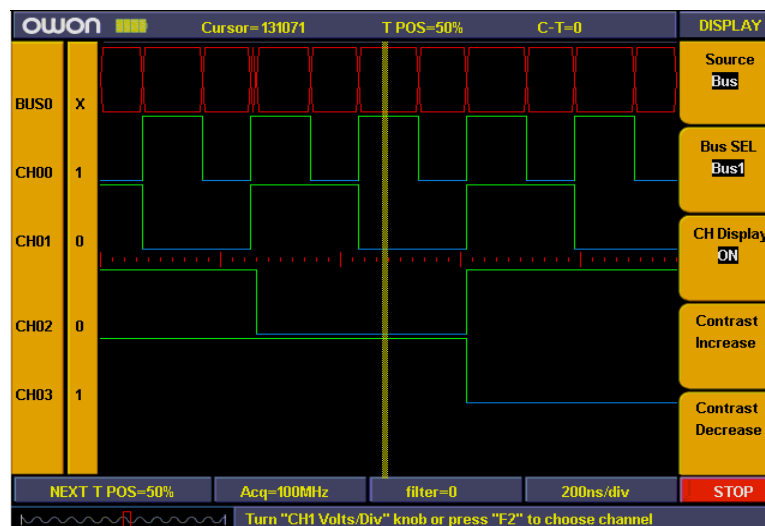 owon Cursor=131071 T POS=50% C-T=0 DISPLAY
Source
Bus
BUS0 X
Bus SEL
Bus1
CH00 1
CH01 0
CH Display
ON
CH02 0
Contrast
Increase
CH03 1
Contrast
Decrease
NEXT T POS=50% Acq=100MHz filter=0 200ns/div STOP
Turn "CH1 Volts/Div" knob or press "F2" to choose channel